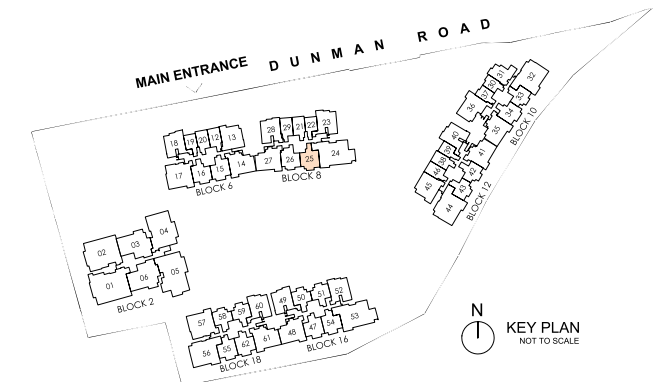 DUNMAN ROAD
MAIN ENTRANCE
18 19 20 12 13
17 16 15 14
BLOCK 6
28 29 21 22 23
27 26 25 24
BLOCK 8
31 32
30
37 33
36 34
35
BLOCK 10
40
39 41
38
46 42
45 43
44
BLOCK 12
02 03 04
01 06 05
BLOCK 2
57 58 59 60
56 55 62 61
BLOCK 18
49 50 51 52
48 47 54 53
BLOCK 16
N
KEY PLAN
NOT TO SCALE